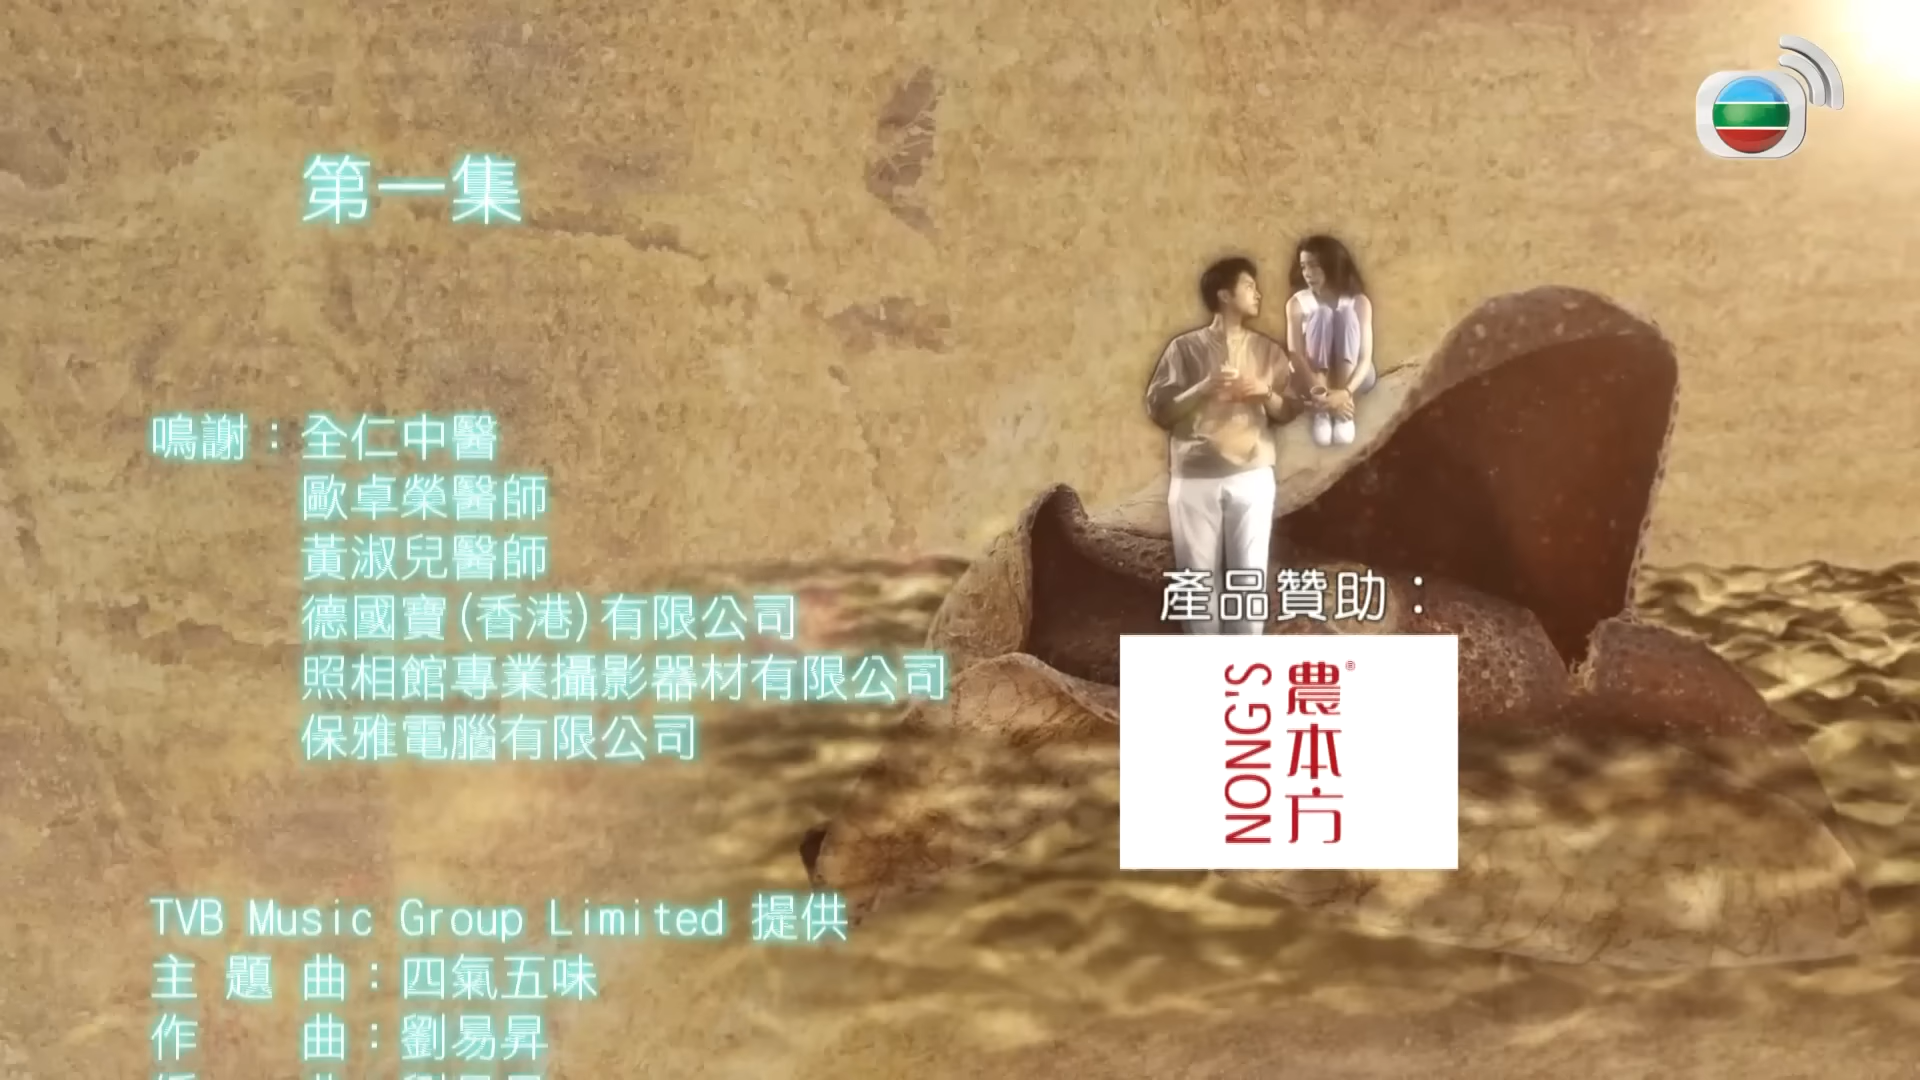 第一集
鳴謝：全仁中醫
歐卓榮醫師
黃淑兒醫師
德國寶(香港)有限公司
照相館專業攝影器材有限公司
保雅電腦有限公司
產品贊助：
NONG'S
農本方®
TVB Music Group Limited 提供
主題曲：四氣五味
作曲：劉易昇